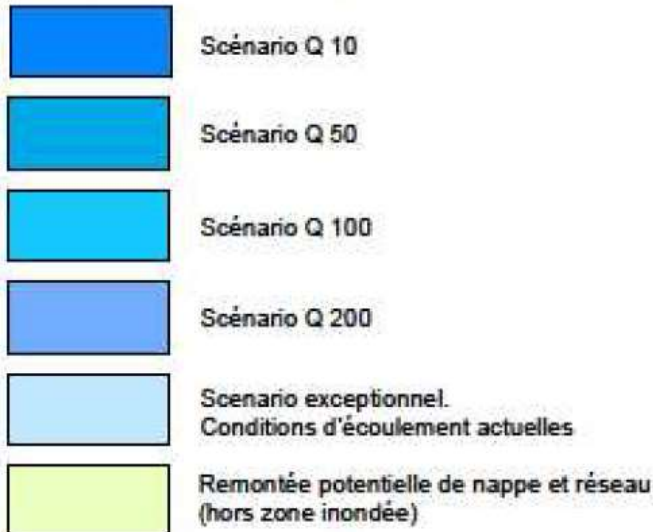 Scénario Q 10
Scénario Q 50
Scénario Q 100
Scénario Q 200
Scenario exceptionnel.
Conditions d'écoulement actuelles
Remontée potentielle de nappe et réseau
(hors zone inondée)